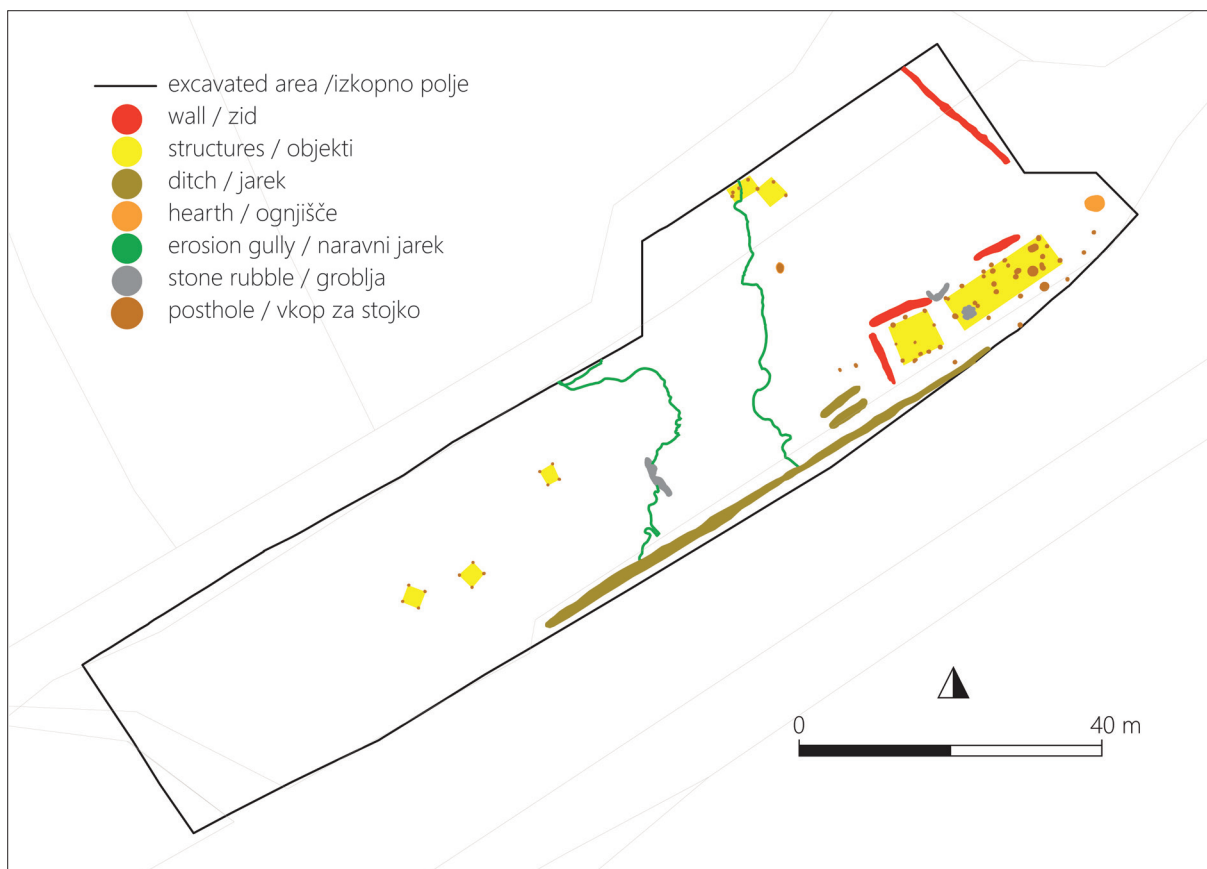 excavated area /izkopno polje
wall / zid
structures / objekti
ditch / jarek
hearth / ognjišče
erosion gully / naravni jarek
stone rubble / groblja
posthole / vkop za stojko
0 40 m